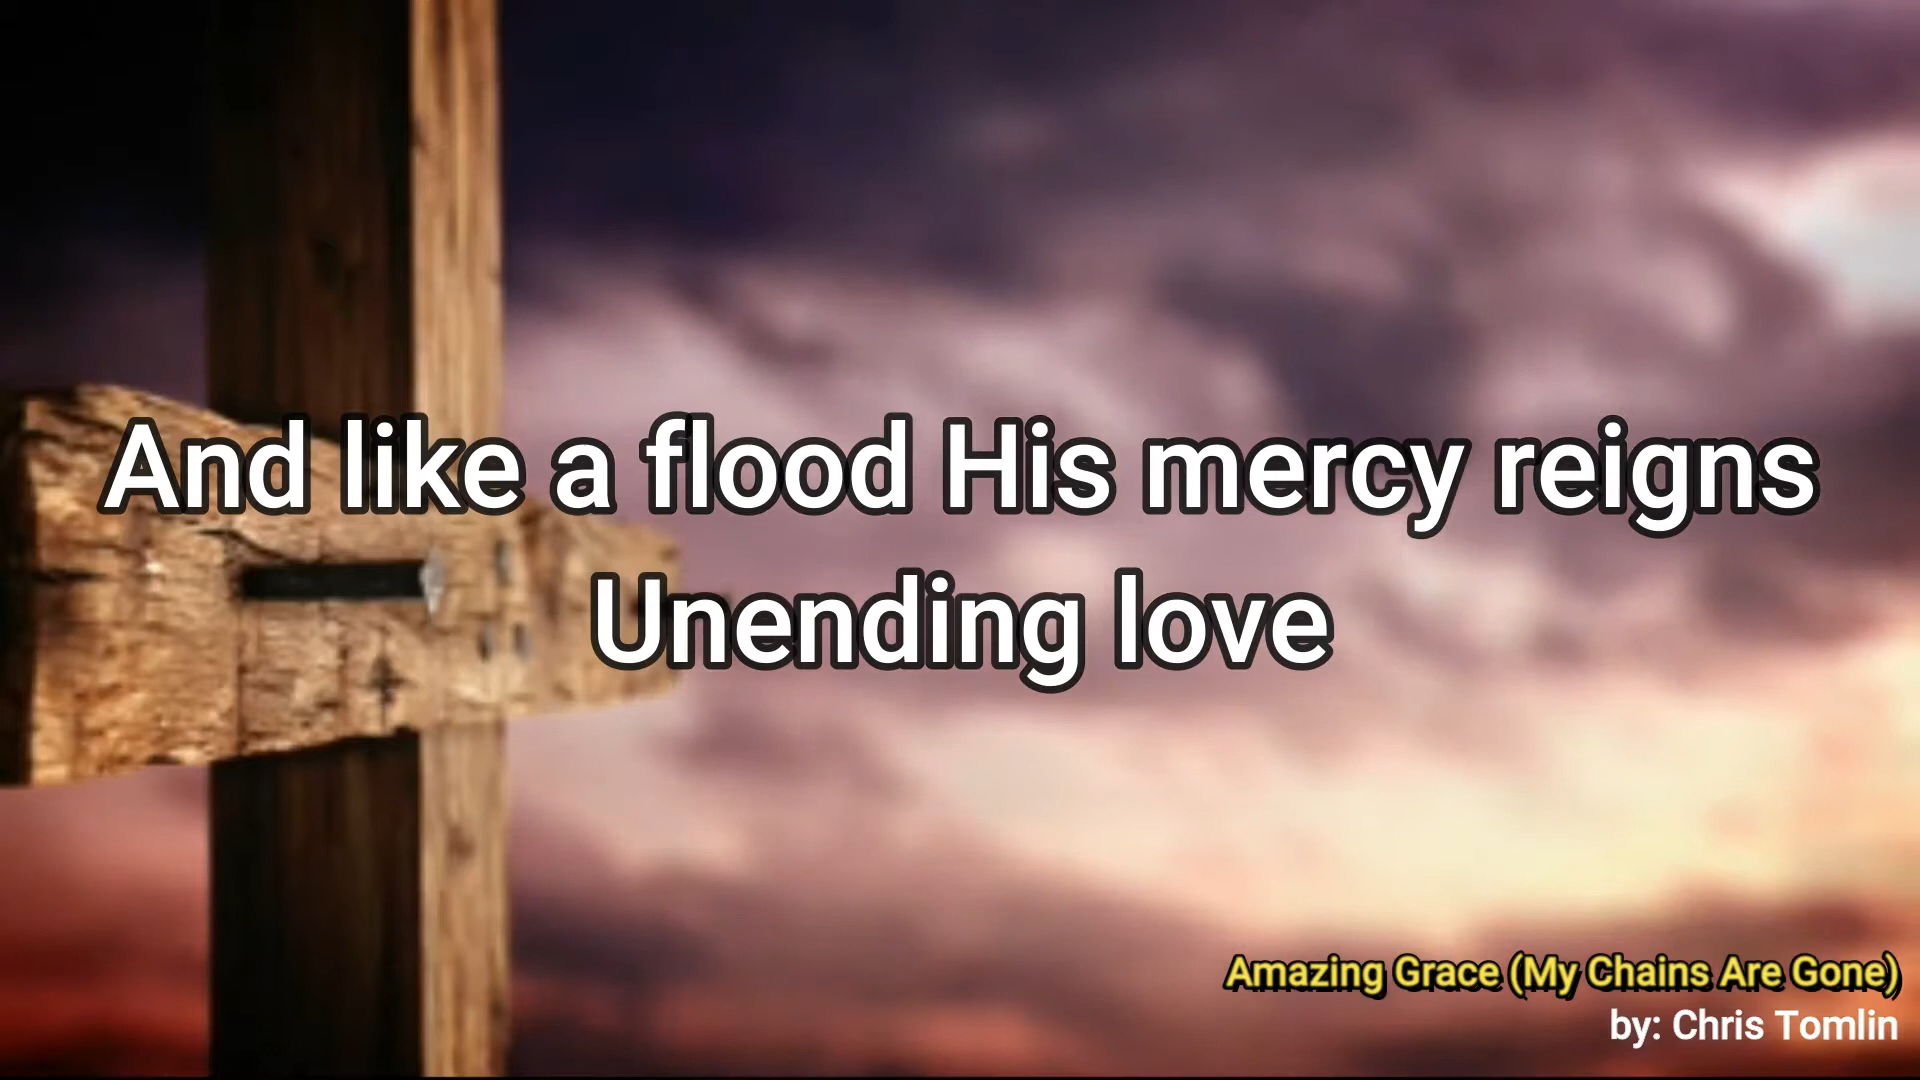 And like a flood His mercy reigns
Unending love
Amazing Grace (My Chains Are Gone)
by: Chris Tomlin